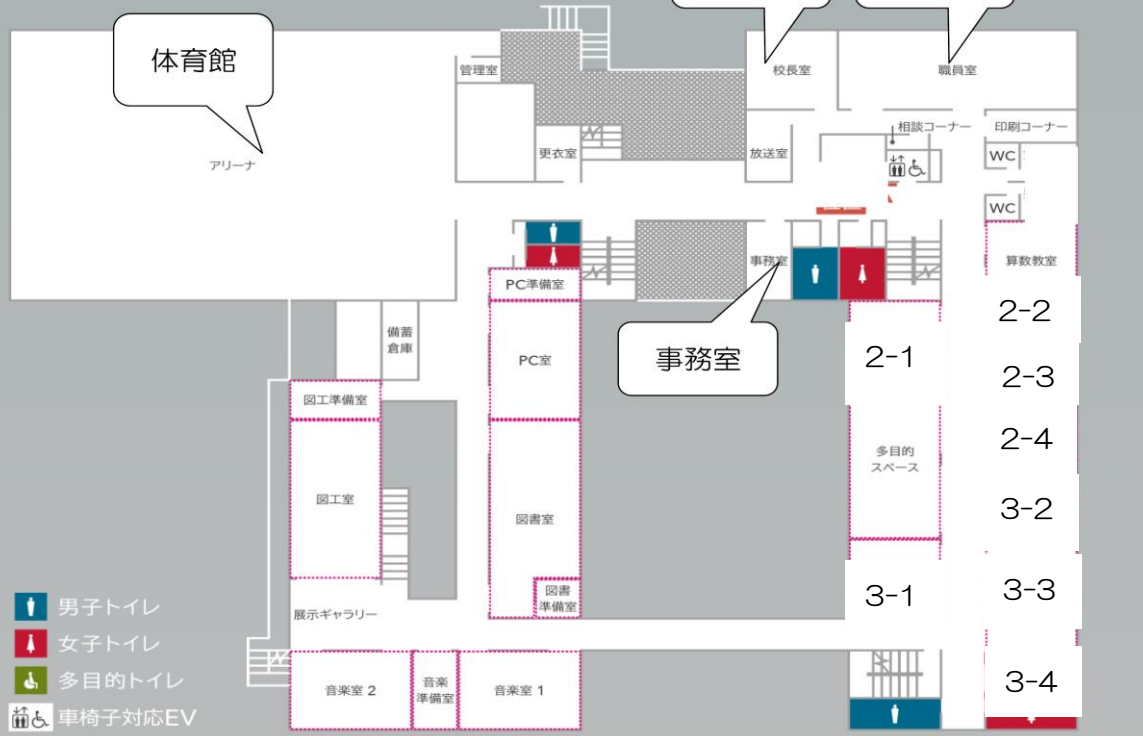 体育館
管理室
校長室
職員室
相談コーナー
印刷コーナー
アリーナ
更衣室
放送室
WC
WC
PC準備室
事務室
算数教室
2-2
備蓄
倉庫
PC室
事務室
2-1
2-3
図工準備室
2-4
多目的
スペース
図工室
図書室
3-2
図書
準備室
3-1
3-3
男子トイレ
展示ギャラリー
女子トイレ
多目的トイレ
音楽室 2
音楽
準備室
音楽室 1
3-4
車椅子対応EV